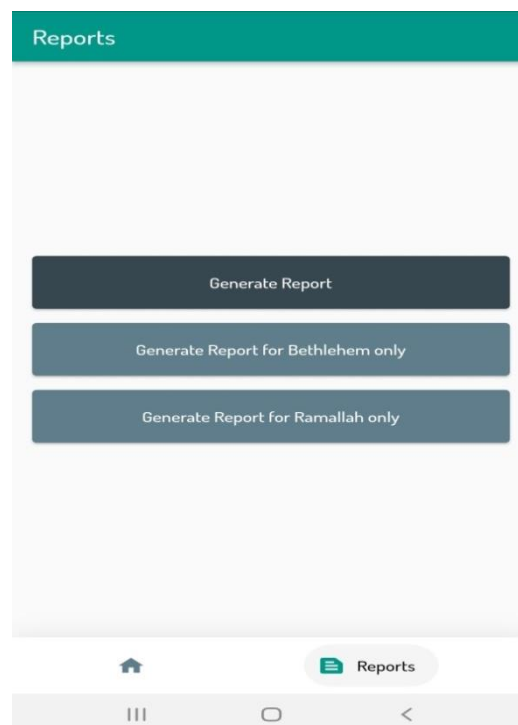 Reports
Generate Report
Generate Report for Bethlehem only
Generate Report for Ramallah only
Reports